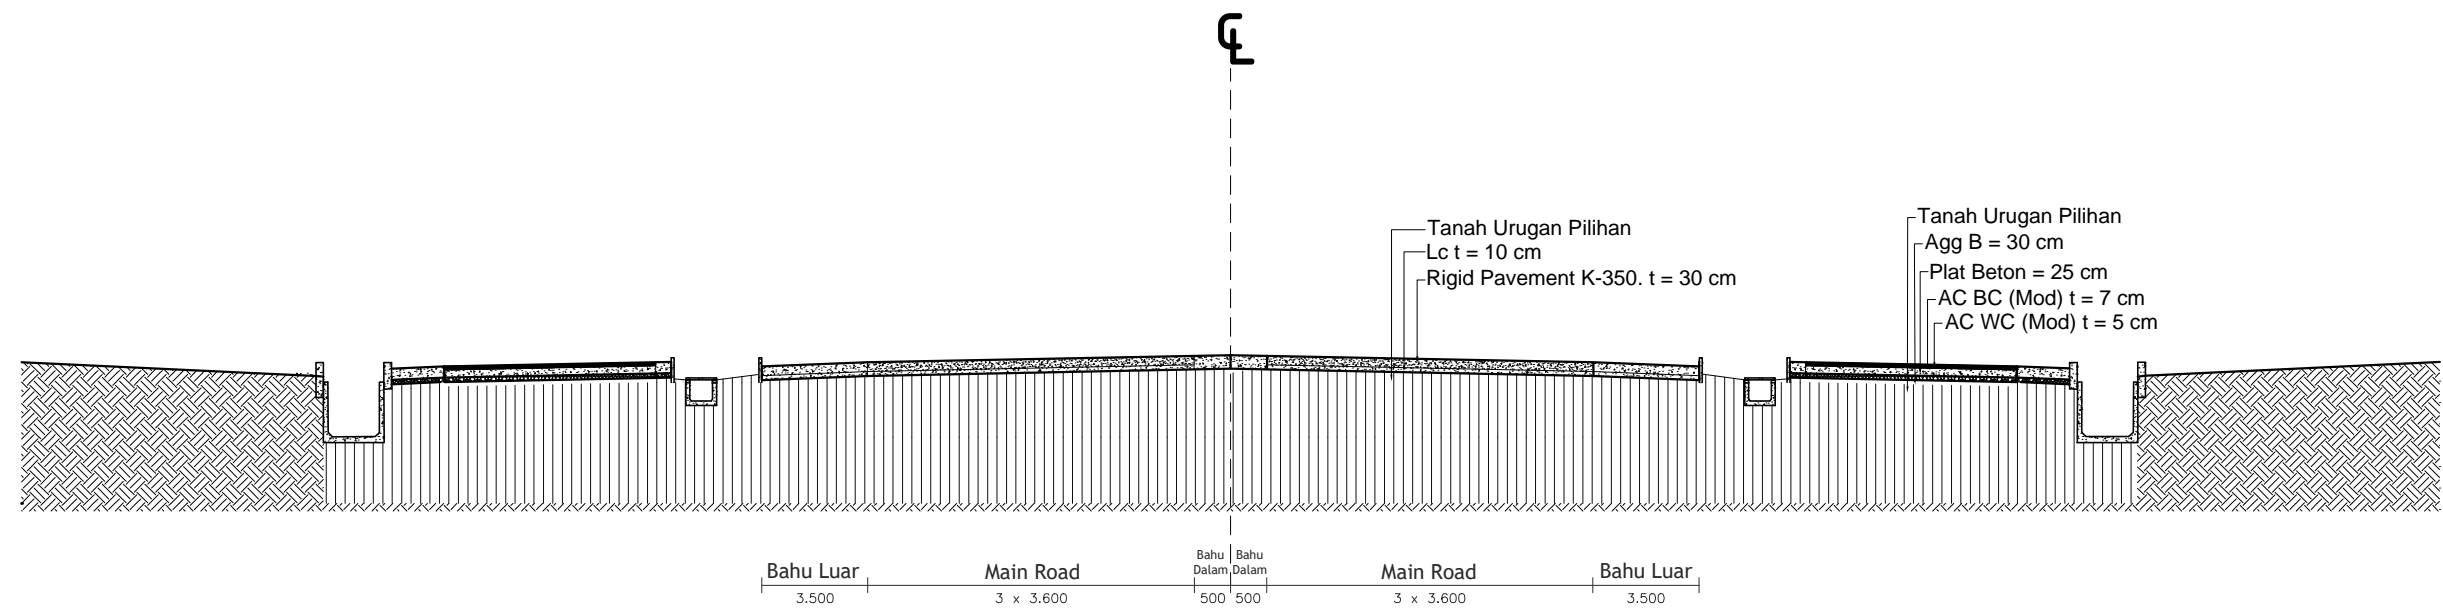 CL
Tanah Urugan Pilihan
Lc t = 10 cm
Rigid Pavement K-350. t = 30 cm
Tanah Urugan Pilihan
Agg B = 30 cm
Plat Beton = 25 cm
AC BC (Mod) t = 7 cm
AC WC (Mod) t = 5 cm
Bahu Luar
Main Road
Bahu
Dalam
Bahu
Dalam
Main Road
Bahu Luar
3.500
3 x 3.600
500
500
3 x 3.600
3.500